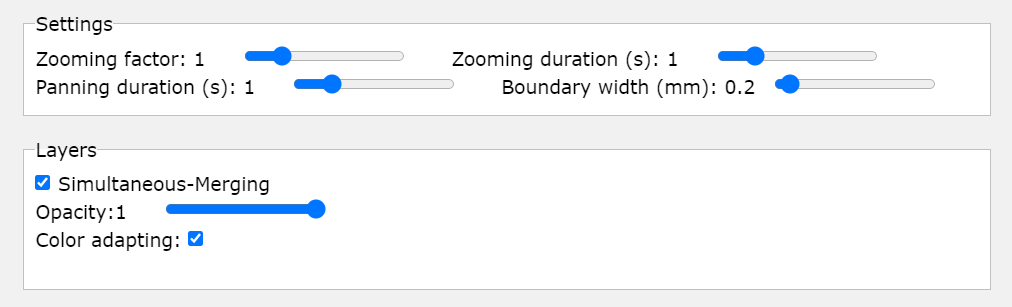 Settings
Zooming factor: 1 Zooming duration (s): 1
Panning duration (s): 1 Boundary width (mm): 0.2
Layers
Simultaneous-Merging
Opacity:1
Color adapting: